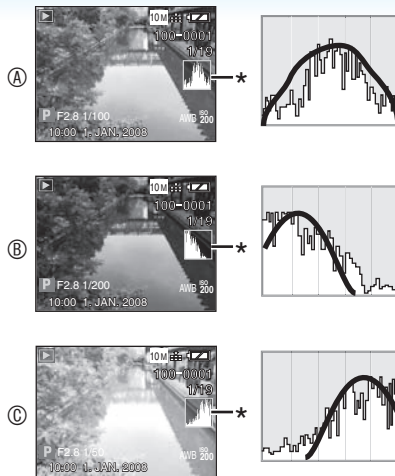 10M
100-0001
1/19
Ⓐ
*
P F2.8 1/100
AWB ISO 200
10:00 1. JAN. 2008
10M
100-0001
1/19
Ⓑ
*
P F2.8 1/200
AWB ISO 200
10:00 1. JAN. 2008
10M
100-0001
1/19
Ⓒ
*
P F2.8 1/50
AWB ISO 200
10:00 1. JAN. 2008